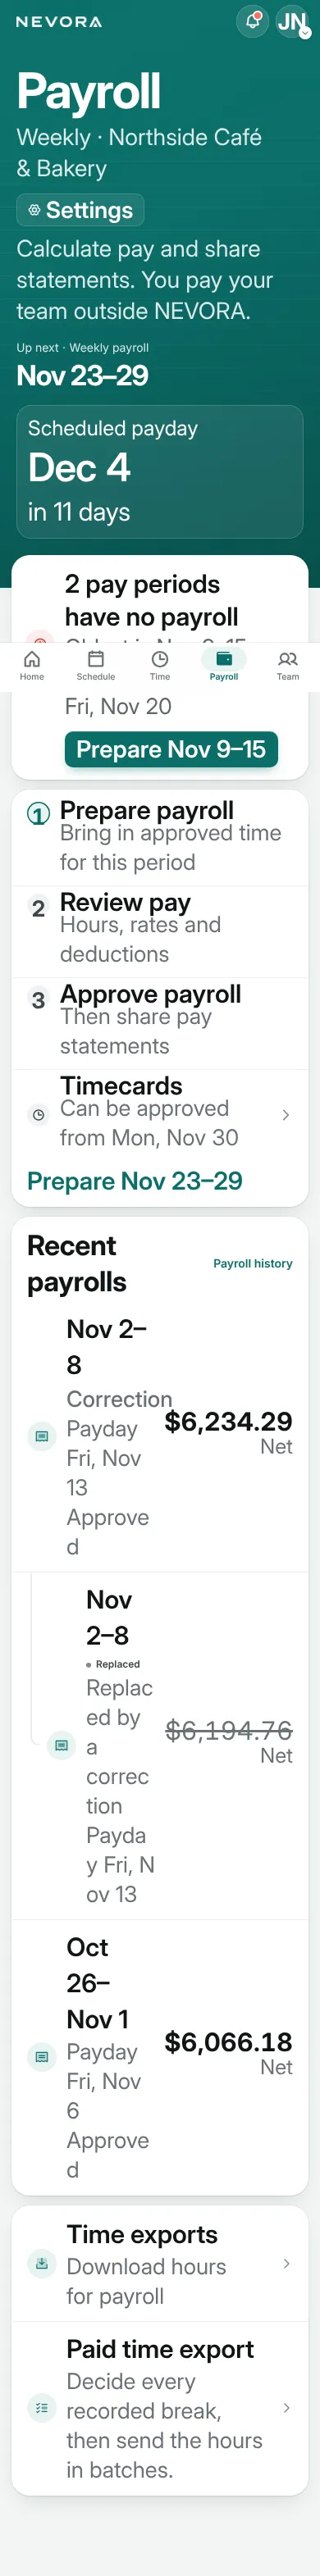 NEVORA
JN
Payroll
Weekly · Northside Café
& Bakery
Settings
Calculate pay and share
statements. You pay your
team outside NEVORA.
Up next · Weekly payroll
Nov 23–29
Scheduled payday
Dec 4
in 11 days
2 pay periods
have no payroll
Home
Schedule
Time
Payroll
Team
Fri, Nov 20
Prepare Nov 9–15
1
Prepare payroll
Bring in approved time
for this period
2
Review pay
Hours, rates and
deductions
3
Approve payroll
Then share pay
statements
Timecards
Can be approved
from Mon, Nov 30
Prepare Nov 23–29
Recent
payrolls
Payroll history
Nov 2–
8
Correction
Payday
Fri, Nov
13
Approve
d
$6,234.29
Net
Nov
2–8
Replaced
Replac
ed by
a
correc
tion
Payda
y Fri, N
ov 13
$6,194.76
Net
Oct
26–
Nov 1
Payday
Fri, Nov
6
Approve
d
$6,066.18
Net
Time exports
Download hours
for payroll
Paid time export
Decide every
recorded break,
then send the hours
in batches.